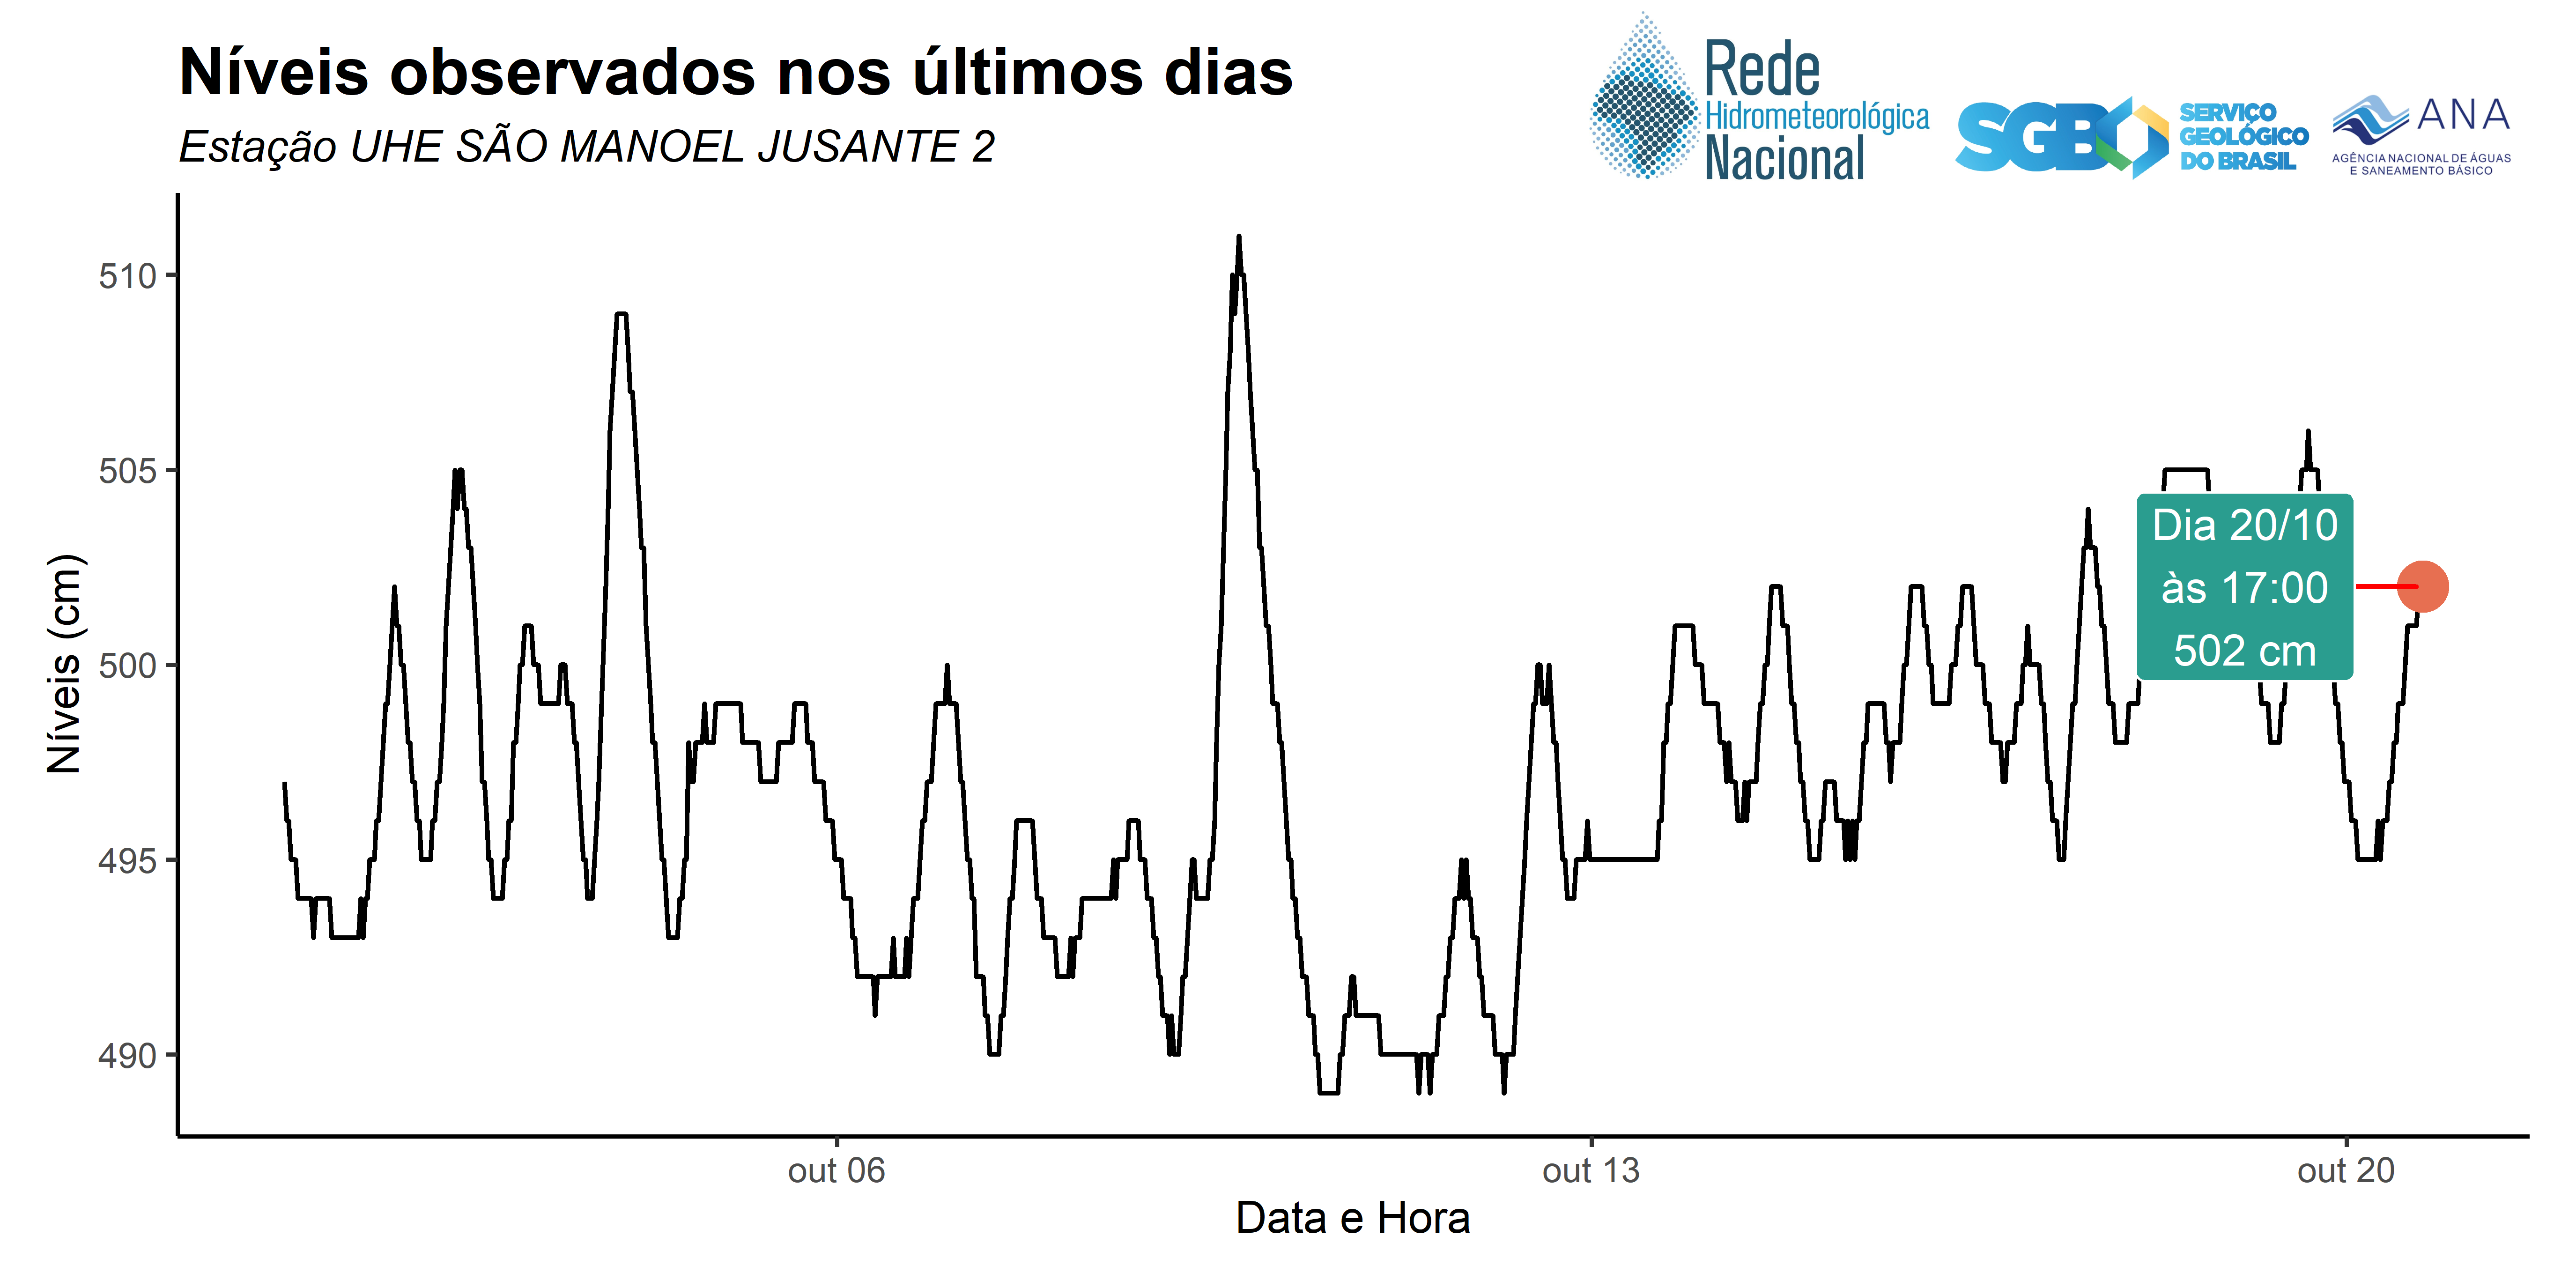 Níveis observados nos últimos dias
Estação UHE SÃO MANOEL JUSANTE 2
Rede
Hidrometeorológica
Nacional
SGB
SERVIÇO
GEOLÓGICO
DO BRASIL
ANA
AGÊNCIA NACIONAL DE ÁGUAS
E SANEAMENTO BÁSICO
Níveis (cm)
510
505
500
495
490
Dia 20/10
às 17:00
502 cm
out 06
out 13
out 20
Data e Hora